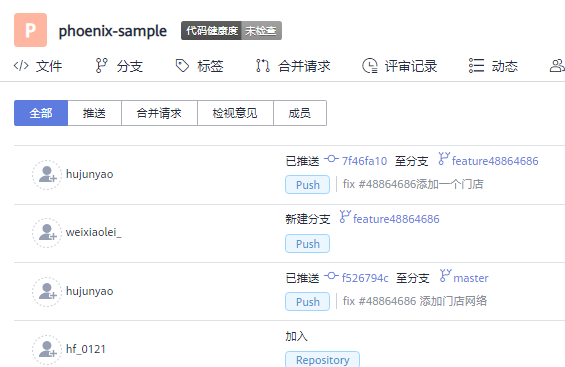 P phoenix-sample 代码健康度 未检查
文件 分支 标签 合并请求 评审记录 动态
全部 推送 合并请求 检视意见 成员
hujunyao 已推送 7f46fa10 至分支 feature48864686
Push fix #48864686添加一个门店
weixiaolei_ 新建分支 feature48864686
Push
hujunyao 已推送 f526794c 至分支 master
Push fix #48864686 添加门店网络
hf_0121 加入
Repository